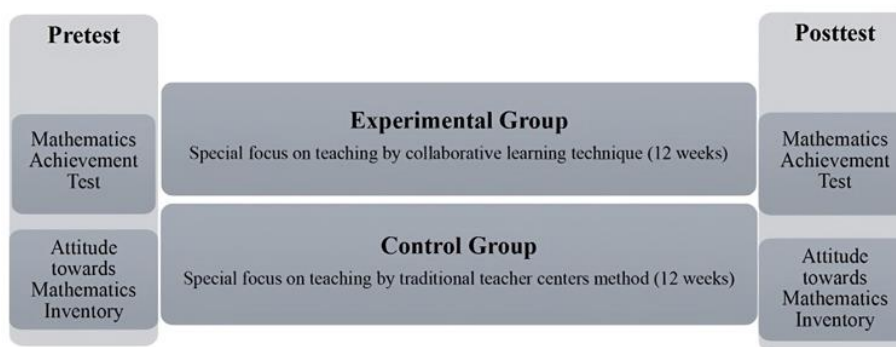 Pretest
Mathematics
Achievement
Test
Attitude
towards
Mathematics
Inventory
Experimental Group
Special focus on teaching by collaborative learning technique (12 weeks)
Control Group
Special focus on teaching by traditional teacher centers method (12 weeks)
Posttest
Mathematics
Achievement
Test
Attitude
towards
Mathematics
Inventory